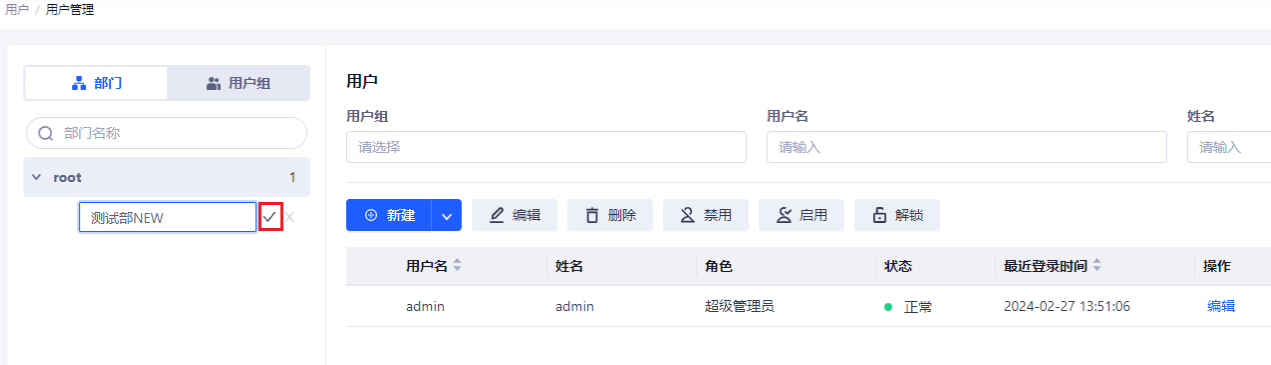 用户 / 用户管理
部门 用户组
部门名称
root 1
测试部NEW
用户
用户组 用户名 姓名
请选择 请输入 请输入
新建 编辑 删除 禁用 启用 解锁
用户名 姓名 角色 状态 最近登录时间 操作
admin admin 超级管理员 正常 2024-02-27 13:51:06 编辑